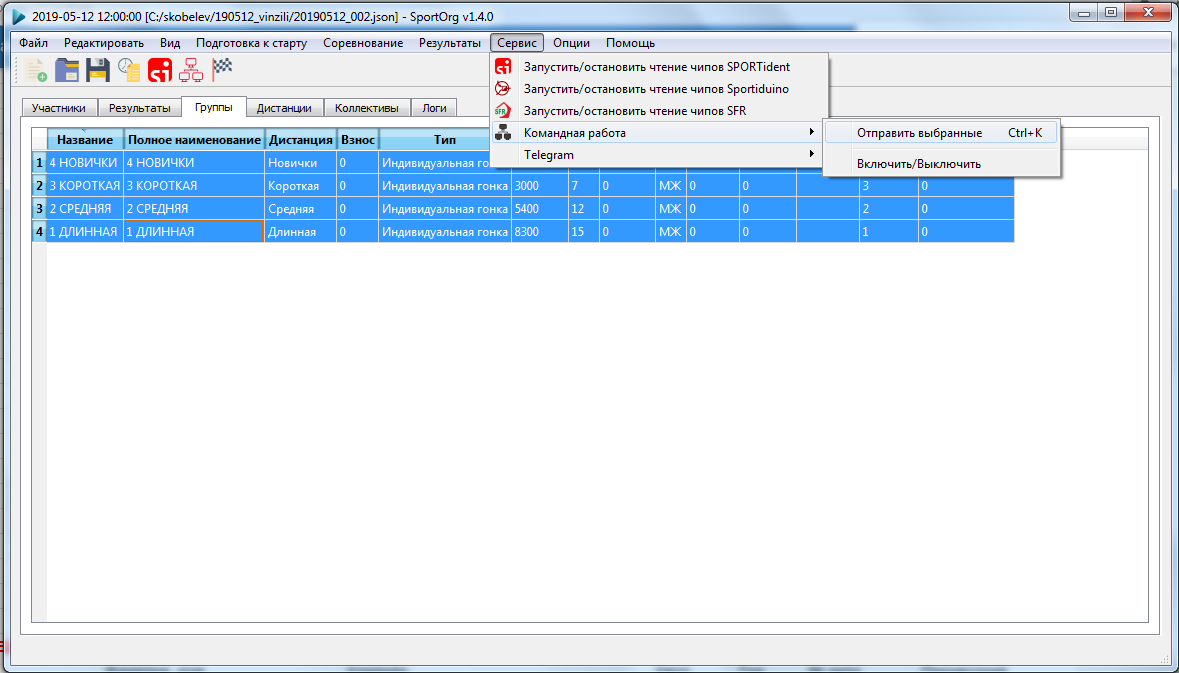 2019-05-12 12:00:00 [C:/skobelev/190512_vinzili/20190512_002.json] - SportOrg v1.4.0
Файл Редактировать Вид Подготовка к старту Соревнование Результаты Сервис Опции Помощь
Запустить/остановить чтение чипов SPORTident
Запустить/остановить чтение чипов Sportiduino
SFR Запустить/остановить чтение чипов SFR
Командная работа
Telegram
Отправить выбранные Ctrl+K
Включить/Выключить
Участники Результаты Группы Дистанции Коллективы Логи
Название Полное наименование Дистанция Взнос Тип
1 4 НОВИЧКИ 4 НОВИЧКИ Новички 0 Индивидуальная го
2 3 КОРОТКАЯ 3 КОРОТКАЯ Короткая 0 Индивидуальная гонка 3000 7 0 МЖ 0 0 3 0
3 2 СРЕДНЯЯ 2 СРЕДНЯЯ Средняя 0 Индивидуальная гонка 5400 12 0 МЖ 0 0 2 0
4 1 ДЛИННАЯ 1 ДЛИННАЯ Длинная 0 Индивидуальная гонка 8300 15 0 МЖ 0 0 1 0